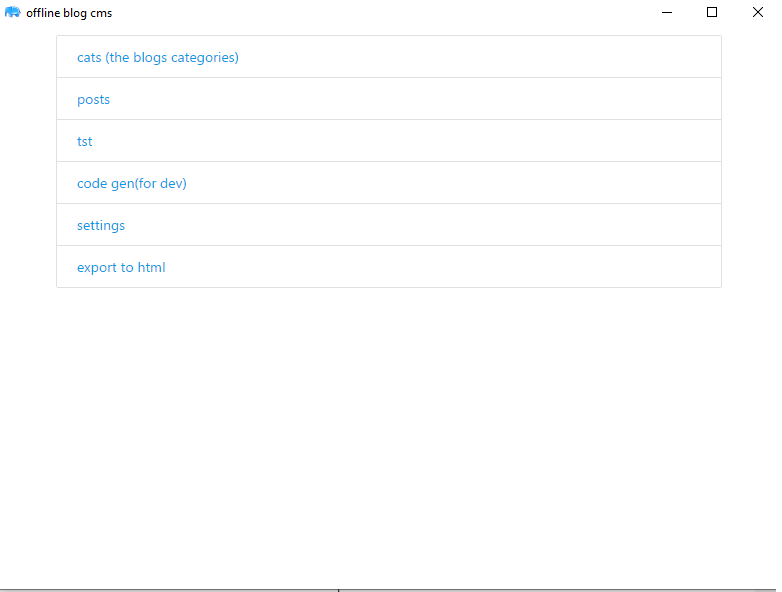 offline blog cms
cats (the blogs categories)
posts
tst
code gen(for dev)
settings
export to html